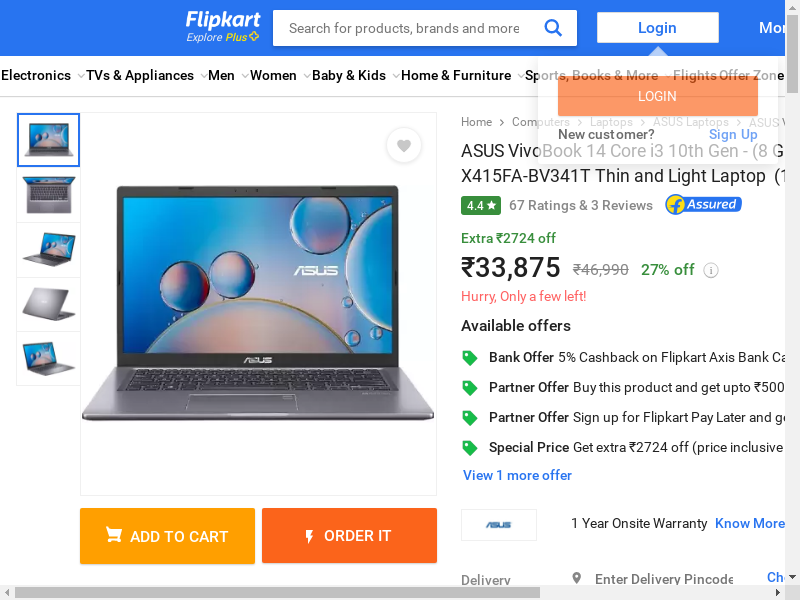 Flipkart
Explore Plus
Search for products, brands and more
Login
Electronics
TVs & Appliances
Men
Women
Baby & Kids
Home & Furniture
Sports, Books & More
Flights
Offer Zone
LOGIN
New customer?
Sign Up
Home
Computers
Laptops
ASUS Laptops
ASUS
ASUS VivoBook 14 Core i3 10th Gen - (8 G
X415FA-BV341T Thin and Light Laptop (1
4.4
67 Ratings & 3 Reviews
Assured
Extra ₹2724 off
₹33,875
₹46,990
27% off
i
Hurry, Only a few left!
Available offers
Bank Offer 5% Cashback on Flipkart Axis Bank Ca
Partner Offer Buy this product and get upto ₹500
Partner Offer Sign up for Flipkart Pay Later and ge
Special Price Get extra ₹2724 off (price inclusive
View 1 more offer
ASUS
1 Year Onsite Warranty
Know More
Delivery
Enter Delivery Pincode
ASUS
ASUS
ADD TO CART
ORDER IT